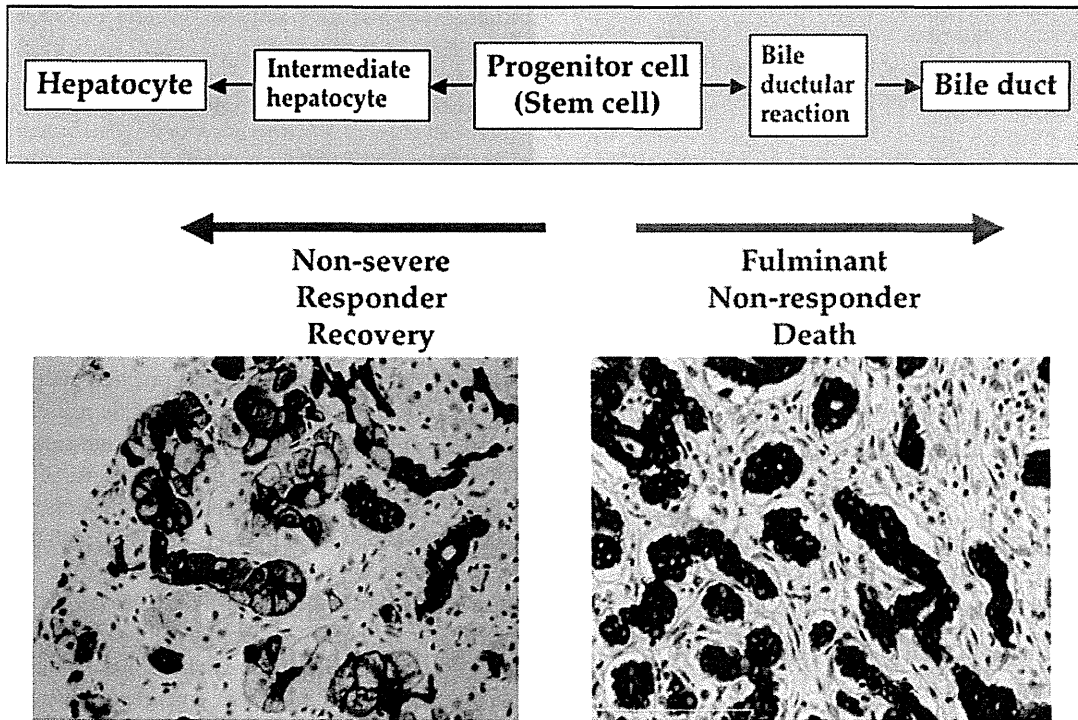 Hepatocyte
Intermediate
hepatocyte
Progenitor cell
(Stem cell)
Bile
ductular
reaction
Bile duct
Non-severe
Responder
Recovery
Fulminant
Non-responder
Death